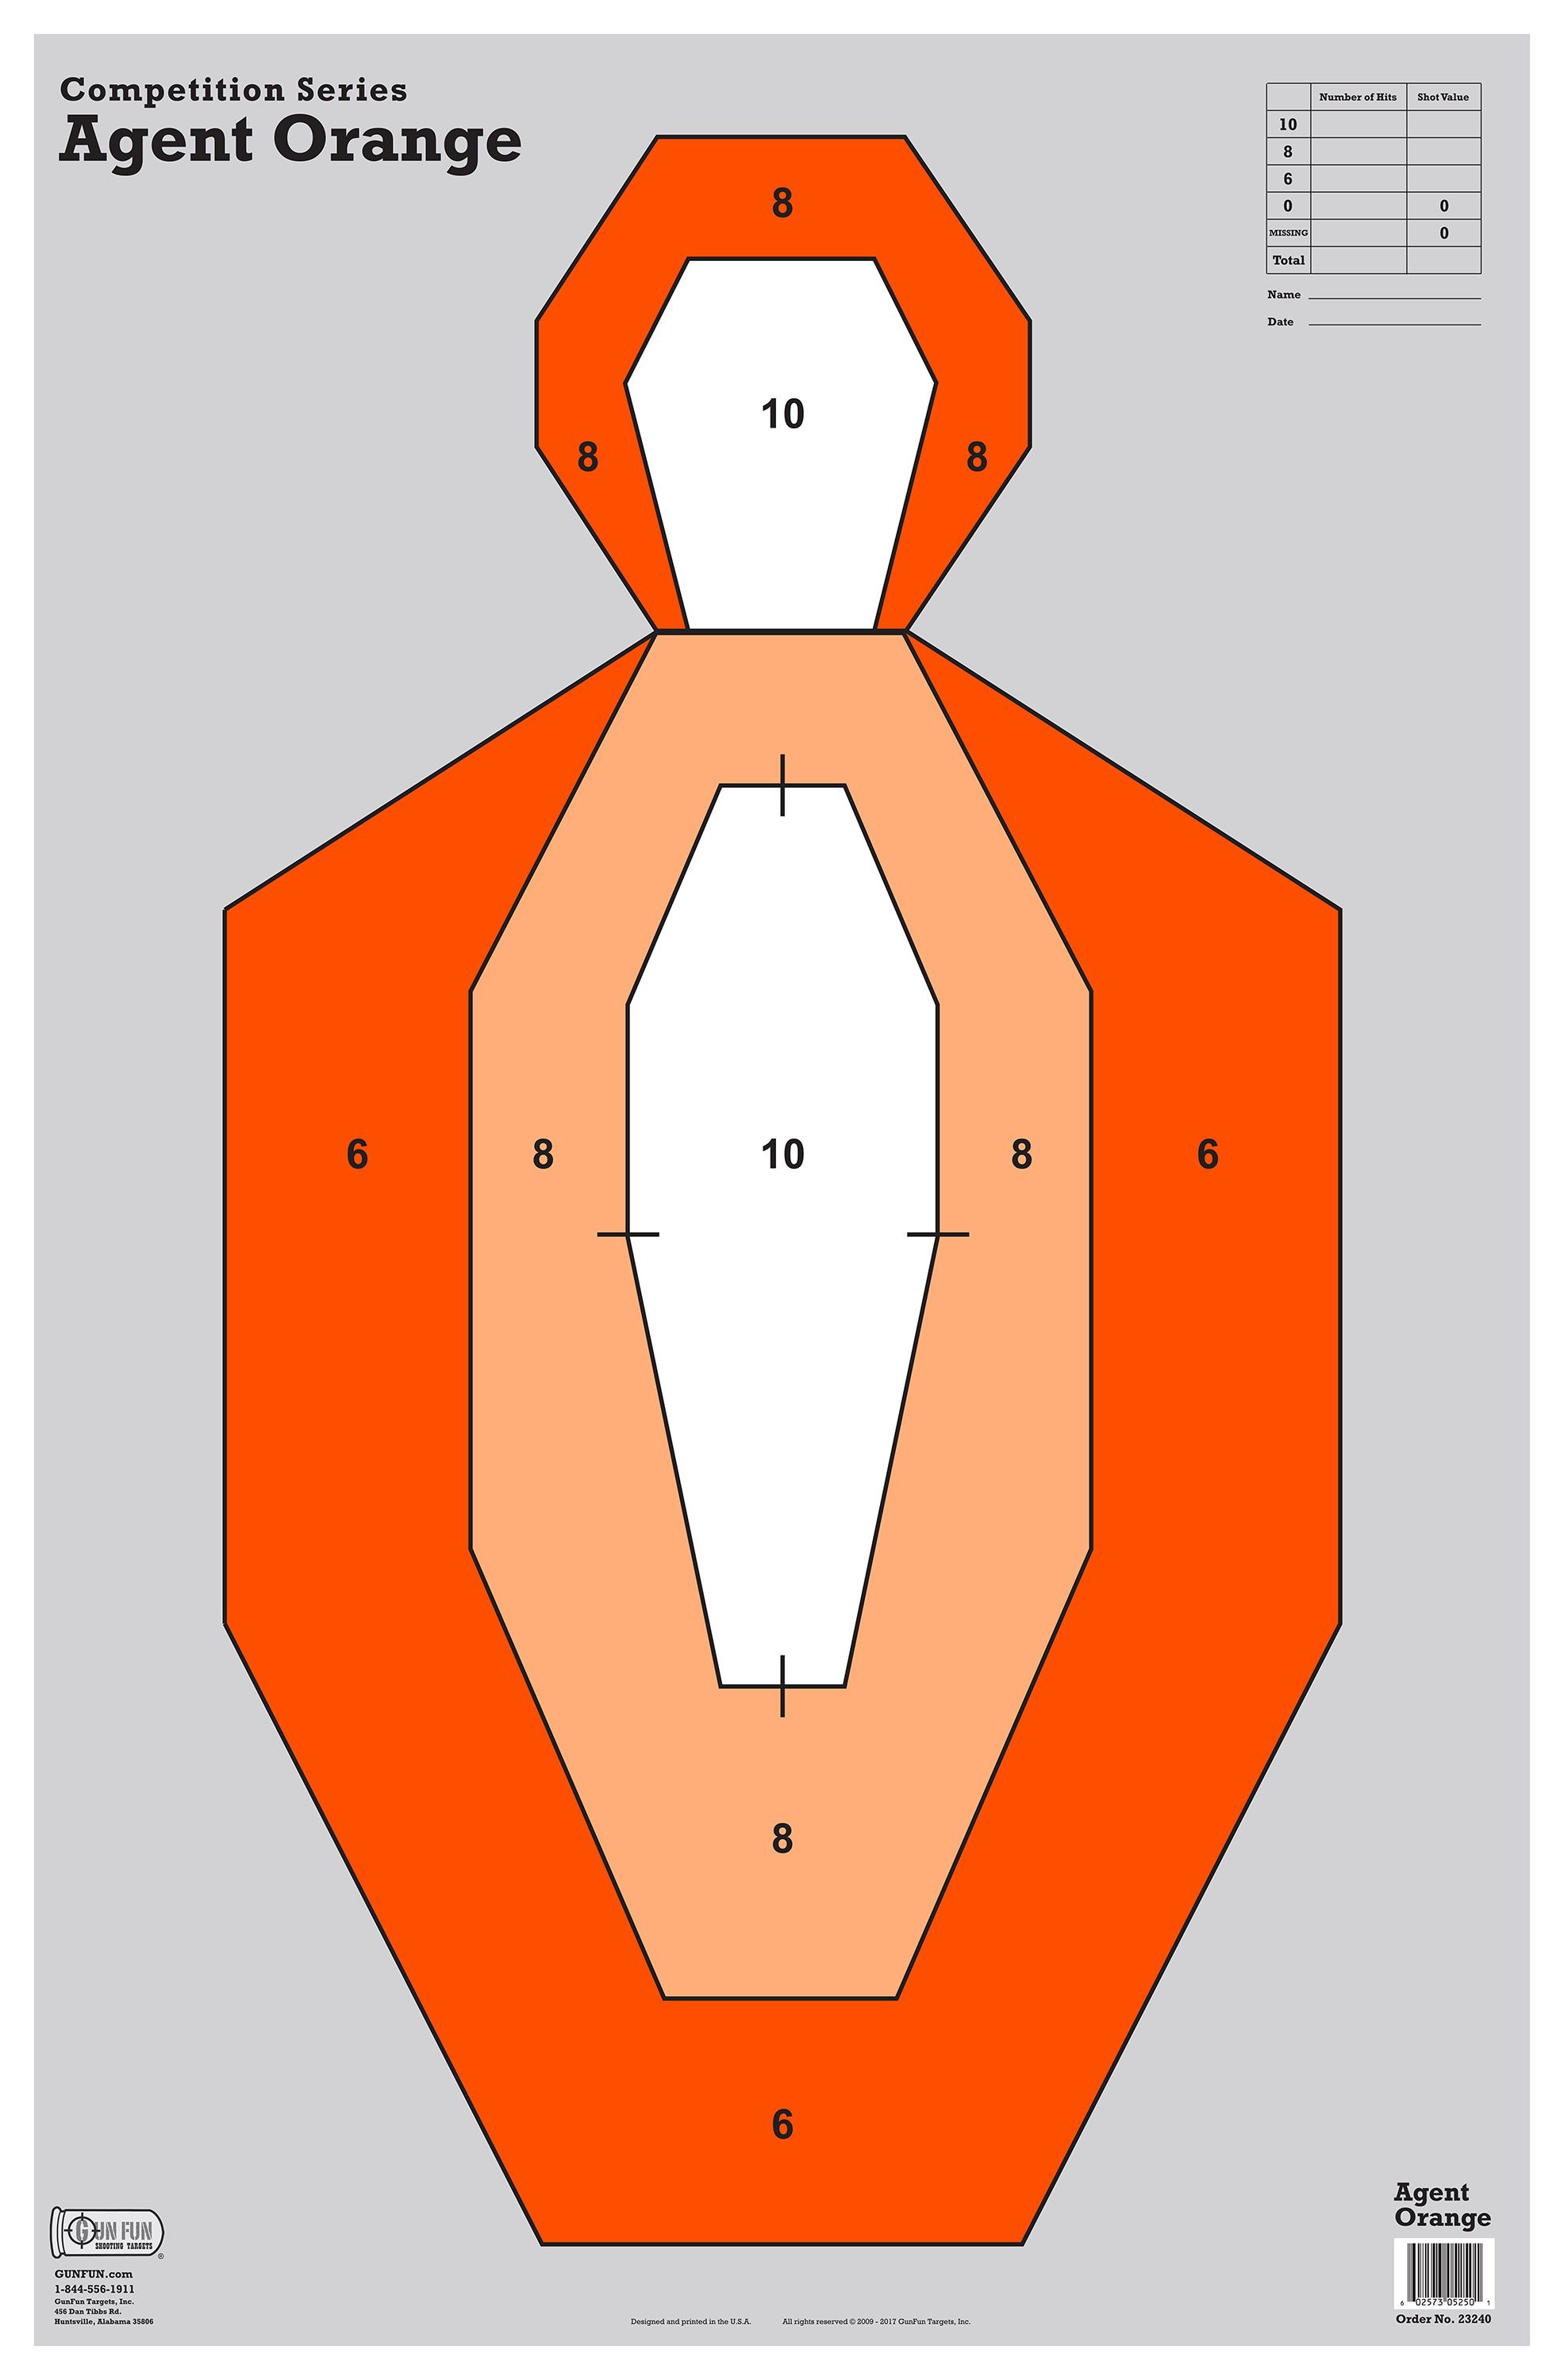 Competition Series
Agent Orange
Number of Hits Shot Value
10
8
6
0 0
MISSING 0
Total
Name
Date
8
10
8 8
6 8 10 8 6
8
6
GUN FUN
SHOOTING TARGETS
®
GUNFUN.com
1-844-556-1911
GunFun Targets, Inc.
456 Dan Tibbs Rd.
Huntsville, Alabama 35806
Designed and printed in the U.S.A. All rights reserved © 2009 - 2017 GunFun Targets, Inc.
Agent
Orange
6 02573 05250 1
Order No. 23240